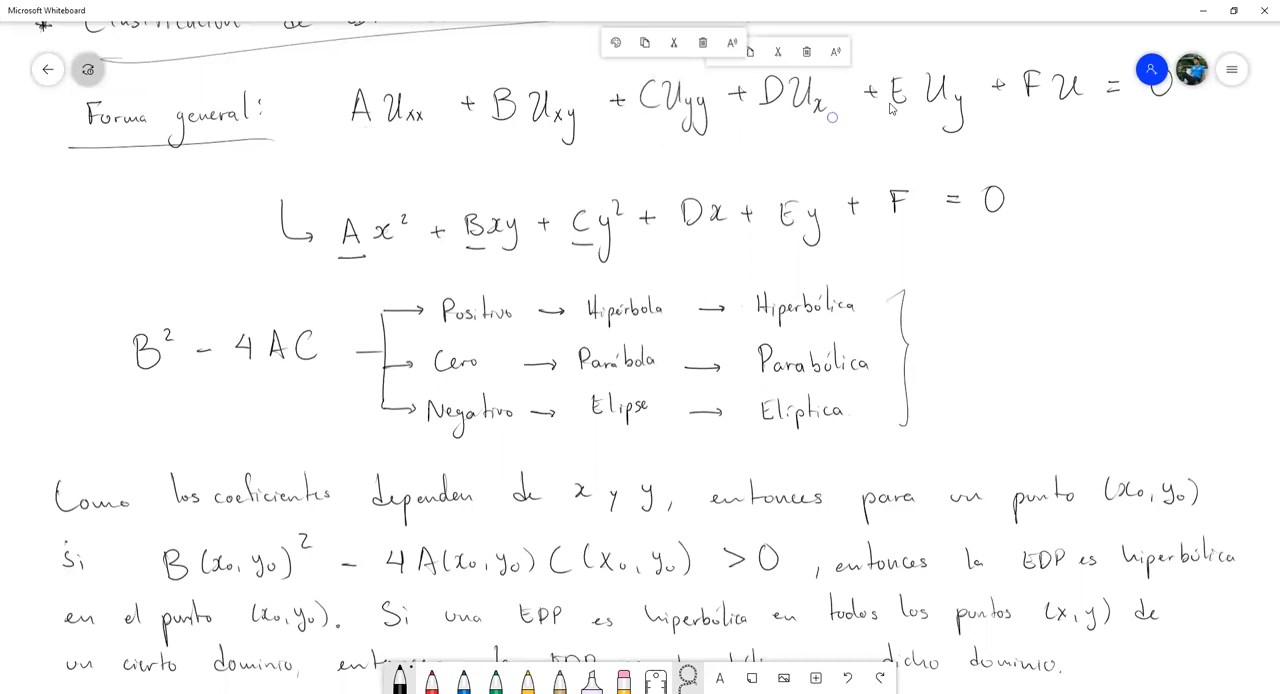 Microsoft Whiteboard
* Clasificación de
Forma general: A Uxx + B Uxy + C Uyy + D Ux + E Uy + F U = 0
↳ A x² + Bxy + Cy² + Dx + Ey + F = 0
B² - 4AC
→ Positivo → Hipérbola → Hiperbólica
→ Cero → Parábola → Parabólica
→ Negativo → Elipse → Elíptica
Como los coeficientes dependen de x y y, entonces para un punto (x₀, y₀)
si B(x₀, y₀)² - 4A(x₀, y₀) C(x₀, y₀) > 0, entonces la EDP es hiperbólica
en el punto (x₀, y₀). Si una EDP es hiperbólica en todos los puntos (x, y) de
un cierto dominio, dicho dominio.